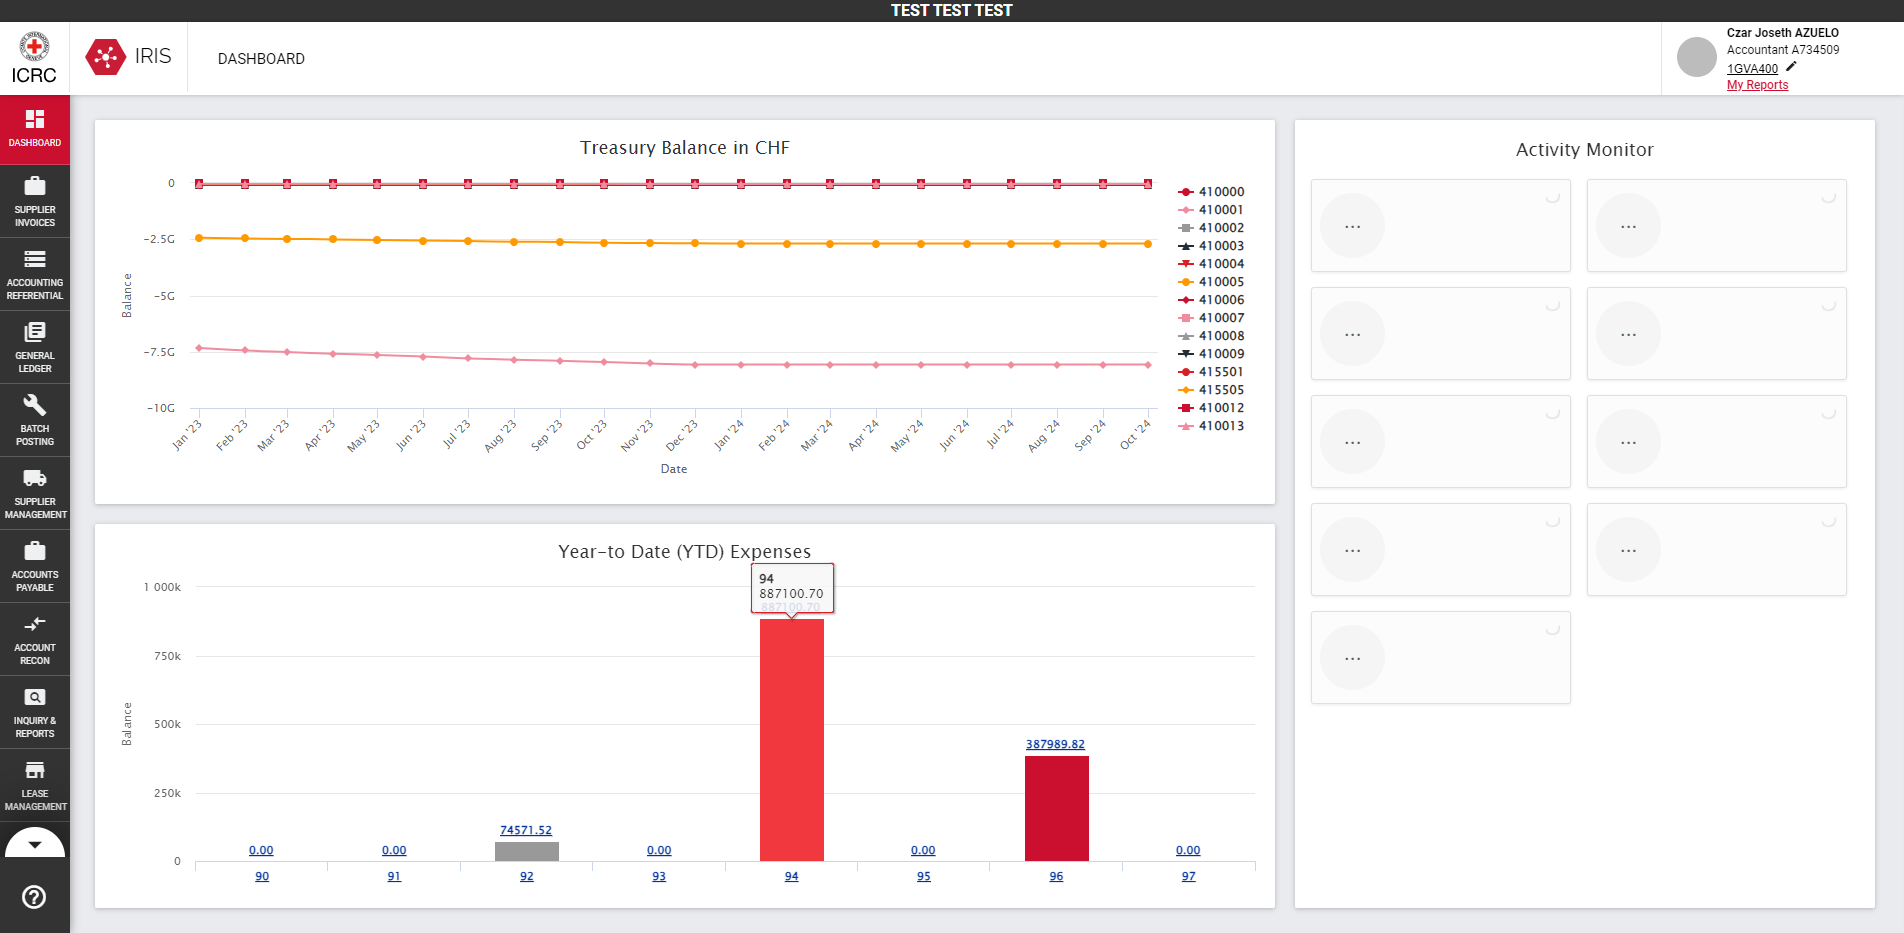 TEST TEST TEST
ICRC
IRIS
DASHBOARD
Czar Joseth AZUELO
Accountant A734509
1GVA400
My Reports
DASHBOARD
SUPPLIER
INVOICES
ACCOUNTING
REFERENTIAL
GENERAL
LEDGER
BATCH
POSTING
SUPPLIER
MANAGEMENT
ACCOUNTS
PAYABLE
ACCOUNT
RECON
INQUIRY &
REPORTS
LEASE
MANAGEMENT
Treasury Balance in CHF
Balance
0
−2.5G
−5G
−7.5G
−10G
Jan '23
Feb '23
Mar '23
Apr '23
May '23
Jun '23
Jul '23
Aug '23
Sep '23
Oct '23
Nov '23
Dec '23
Jan '24
Feb '24
Mar '24
Apr '24
May '24
Jun '24
Jul '24
Aug '24
Sep '24
Oct '24
Date
410000
410001
410002
410003
410004
410005
410006
410007
410008
410009
415501
415505
410012
410013
Year-to Date (YTD) Expenses
Balance
1 000k
750k
500k
250k
0
94
887100.70
887100.70
0.00
0.00
74571.52
0.00
0.00
387989.82
0.00
90
91
92
93
94
95
96
97
Activity Monitor
...
...
...
...
...
...
...
...
...